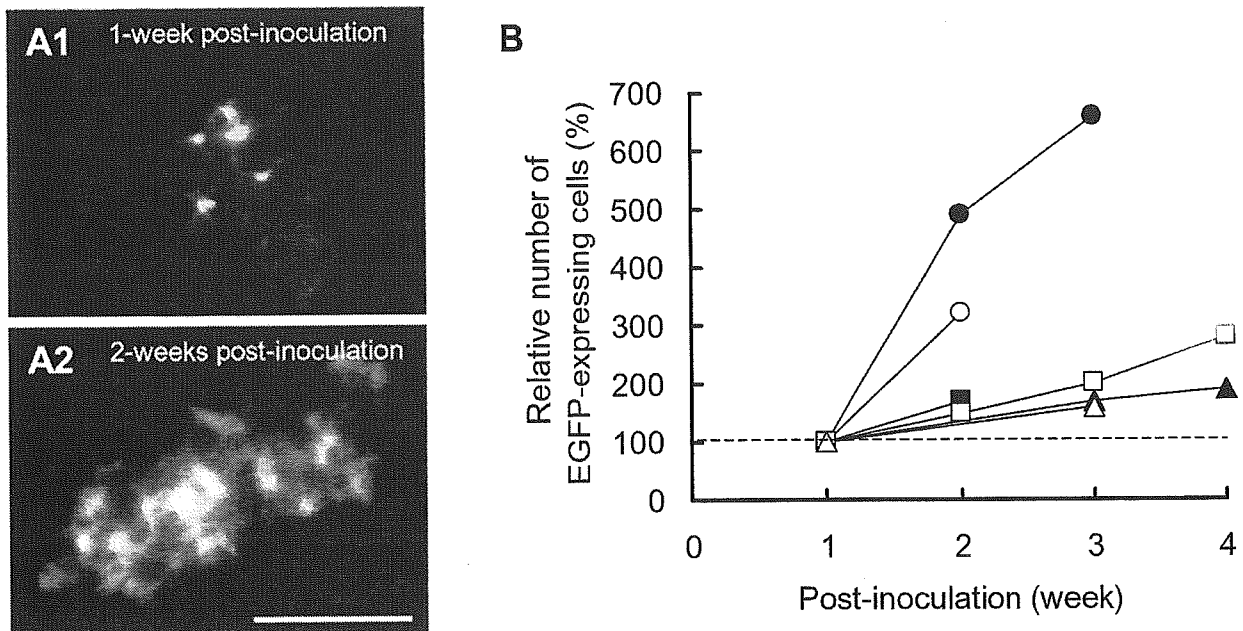 A1 1-week post-inoculation
A2 2-weeks post-inoculation
B
Relative number of
EGFP-expressing cells (%)
700
600
500
400
300
200
100
0
0 1 2 3 4
Post-inoculation (week)